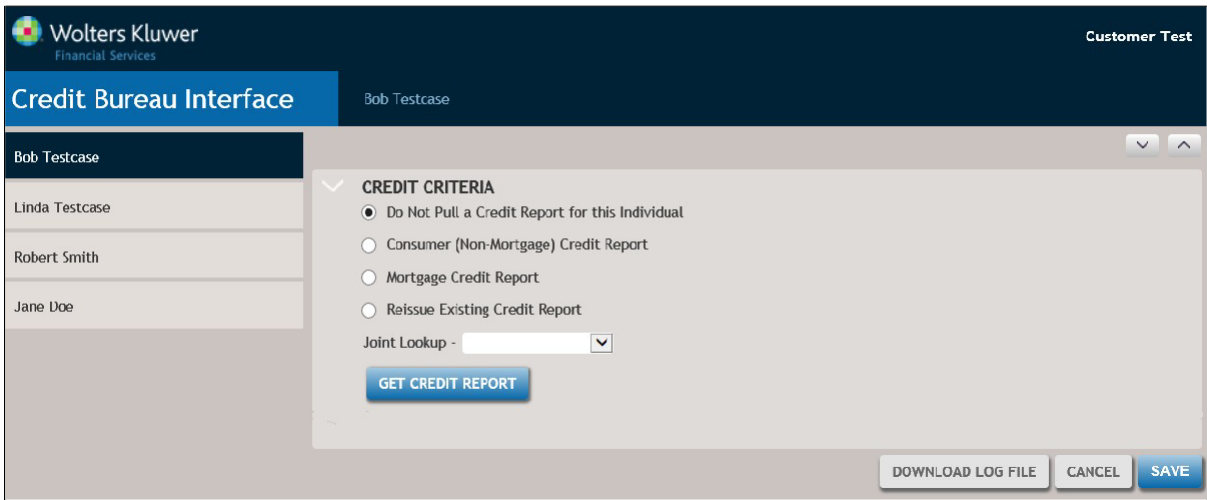 Wolters Kluwer
Financial Services
Customer Test
Credit Bureau Interface
Bob Testcase
Bob Testcase
Linda Testcase
Robert Smith
Jane Doe
CREDIT CRITERIA
Do Not Pull a Credit Report for this Individual
Consumer (Non-Mortgage) Credit Report
Mortgage Credit Report
Reissue Existing Credit Report
Joint Lookup -
GET CREDIT REPORT
DOWNLOAD LOG FILE
CANCEL
SAVE